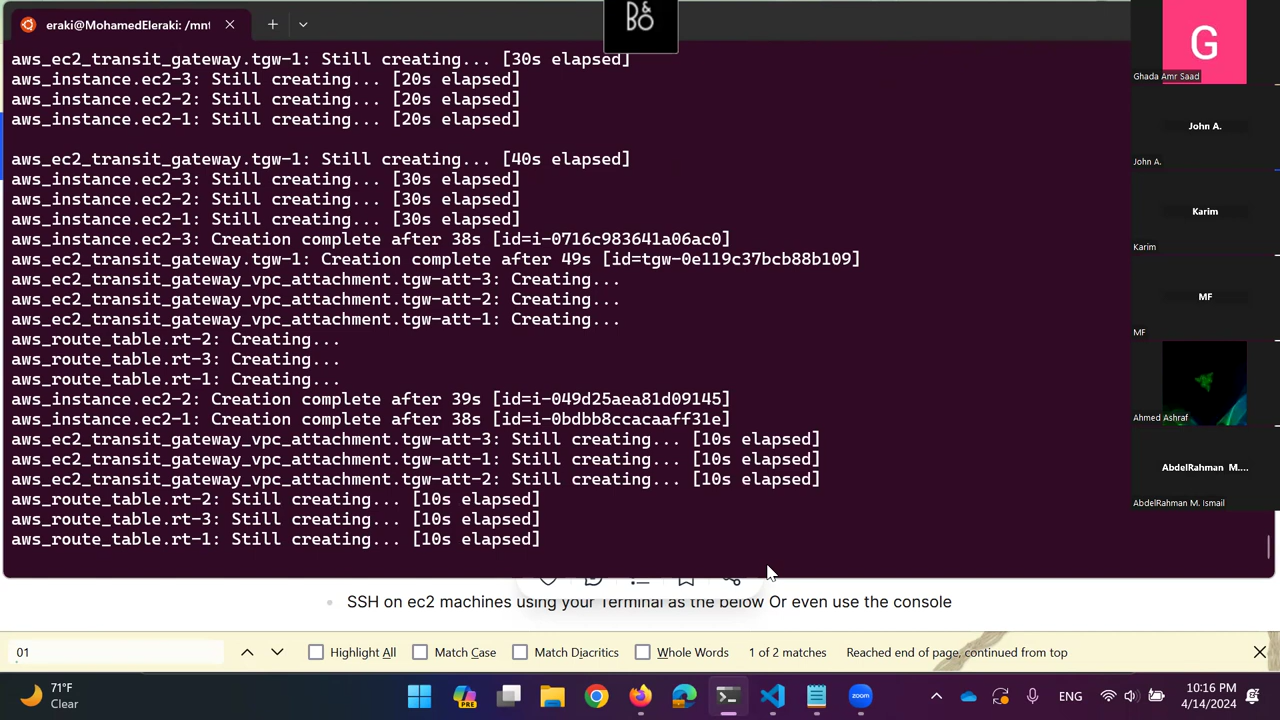 eraki@MohamedEleraki: /mnt
B&BO
aws_ec2_transit_gateway.tgw-1: Still creating... [30s elapsed]
aws_instance.ec2-3: Still creating... [20s elapsed]
aws_instance.ec2-2: Still creating... [20s elapsed]
aws_instance.ec2-1: Still creating... [20s elapsed]
aws_ec2_transit_gateway.tgw-1: Still creating... [40s elapsed]
aws_instance.ec2-3: Still creating... [30s elapsed]
aws_instance.ec2-2: Still creating... [30s elapsed]
aws_instance.ec2-1: Still creating... [30s elapsed]
aws_instance.ec2-3: Creation complete after 38s [id=i-0716c983641a06ac0]
aws_ec2_transit_gateway.tgw-1: Creation complete after 49s [id=tgw-0e119c37bcb88b109]
aws_ec2_transit_gateway_vpc_attachment.tgw-att-3: Creating...
aws_ec2_transit_gateway_vpc_attachment.tgw-att-2: Creating...
aws_ec2_transit_gateway_vpc_attachment.tgw-att-1: Creating...
aws_route_table.rt-2: Creating...
aws_route_table.rt-3: Creating...
aws_route_table.rt-1: Creating...
aws_instance.ec2-2: Creation complete after 39s [id=i-049d25aea81d09145]
aws_instance.ec2-1: Creation complete after 38s [id=i-0bdbb8ccacaaff31e]
aws_ec2_transit_gateway_vpc_attachment.tgw-att-3: Still creating... [10s elapsed]
aws_ec2_transit_gateway_vpc_attachment.tgw-att-1: Still creating... [10s elapsed]
aws_ec2_transit_gateway_vpc_attachment.tgw-att-2: Still creating... [10s elapsed]
aws_route_table.rt-2: Still creating... [10s elapsed]
aws_route_table.rt-3: Still creating... [10s elapsed]
aws_route_table.rt-1: Still creating... [10s elapsed]
G
Ghada Amr Saad
John A.
John A.
Karim
Karim
MF
MF
Ahmed Ashraf
AbdelRahman M....
AbdelRahman M. Ismail
SSH on ec2 machines using your Terminal as the below Or even use the console
01
Highlight All
Match Case
Match Diacritics
Whole Words
1 of 2 matches
Reached end of page, continued from top
71°F
Clear
PRE
zoom
ENG
10:16 PM
4/14/2024